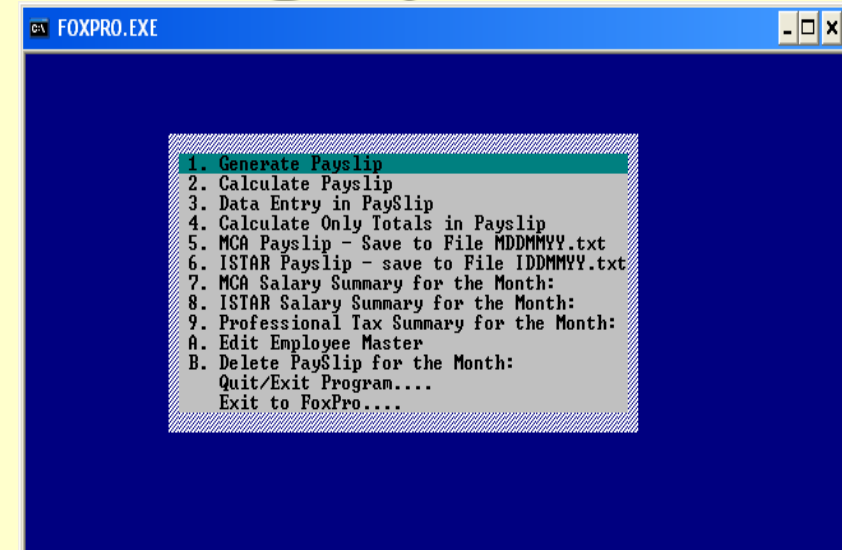 FOXPRO.EXE
1. Generate Payslip
2. Calculate Payslip
3. Data Entry in PaySlip
4. Calculate Only Totals in Payslip
5. MCA Payslip - Save to File MDDMMYY.txt
6. ISTAR Payslip - save to File IDDMMYY.txt
7. MCA Salary Summary for the Month:
8. ISTAR Salary Summary for the Month:
9. Professional Tax Summary for the Month:
A. Edit Employee Master
B. Delete PaySlip for the Month:
Quit/Exit Program....
Exit to FoxPro....